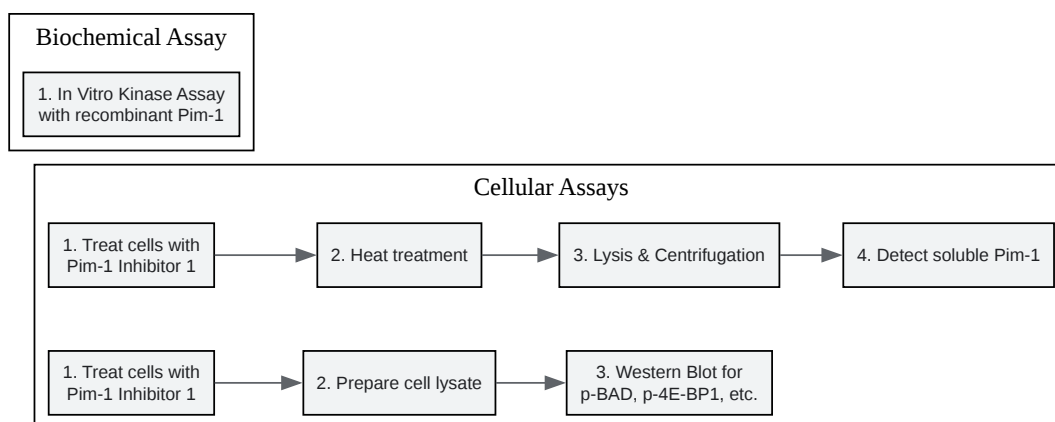 Biochemical Assay
1. In Vitro Kinase Assay
with recombinant Pim-1
Cellular Assays
1. Treat cells with
Pim-1 Inhibitor 1
2. Heat treatment
3. Lysis & Centrifugation
4. Detect soluble Pim-1
1. Treat cells with
Pim-1 Inhibitor 1
2. Prepare cell lysate
3. Western Blot for
p-BAD, p-4E-BP1, etc.